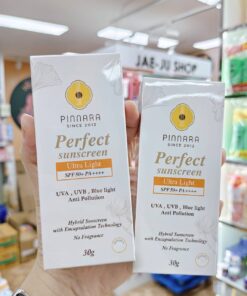 JAE-JU SHOP
PINNARA
SINCE 2012
Perfect
sunscreen
Ultra Light
SPF 50+ PA++++
UVA , UVB , Blue light
Anti Pollution
Hybrid Sunscreen
with Encapsulation Technology
No Fragrance
30g
PINNARA
SINCE 2012
Perfect
sunscreen
Ultra Light
SPF 50+ PA++++
UVA , UVB , Blue light
Anti Pollution
Hybrid Sunscreen
with Encapsulation Technology
No Fragrance
30g